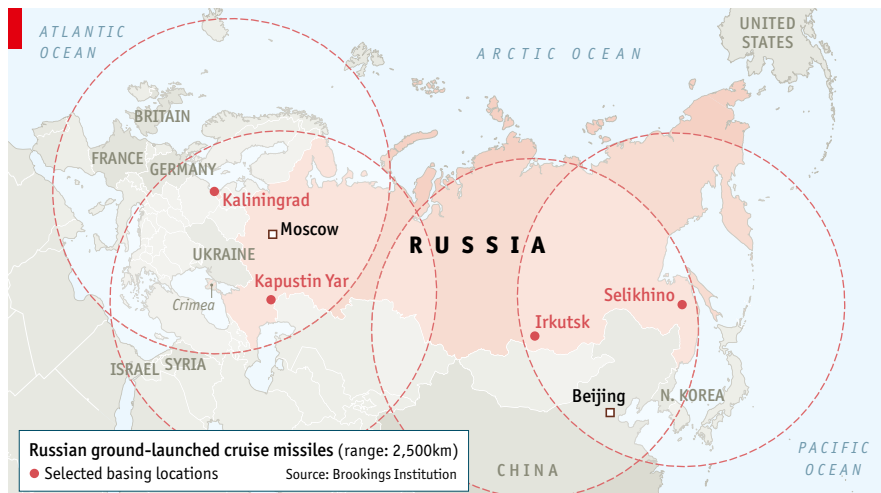 ATLANTIC
OCEAN
ARCTIC OCEAN
UNITED
STATES
BRITAIN
FRANCE
GERMANY
Kaliningrad
Moscow
RUSSIA
UKRAINE
Kapustin Yar
Crimea
Selikhino
Irkutsk
ISRAEL
SYRIA
Beijing
N. KOREA
CHINA
PACIFIC
OCEAN
Russian ground-launched cruise missiles (range: 2,500km)
Selected basing locations
Source: Brookings Institution